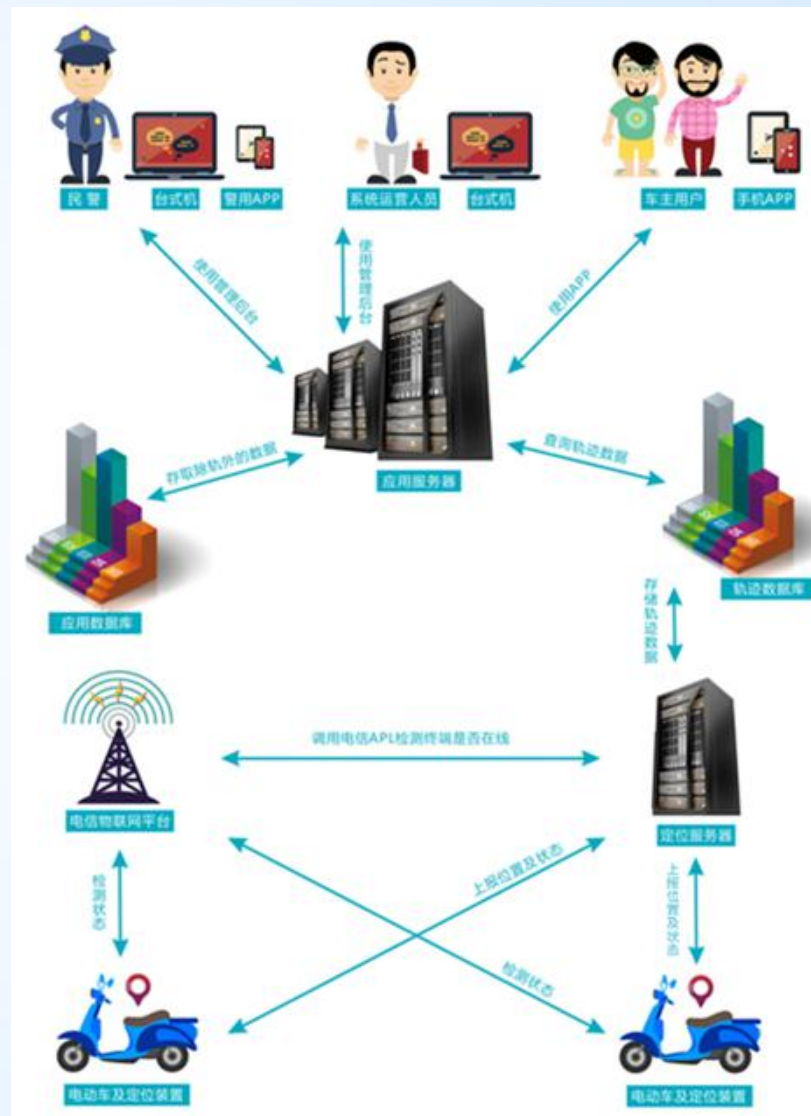 民 警
台式机
警用APP
系统运营人员
台式机
车主用户
手机APP
使用管理后台
使用管理后台
使用APP
应用服务器
存取除轨外的数据
查询轨迹数据
应用数据库
轨迹数据库
存储轨迹数据
调用电信APL检测终端是否在线
电信物联网平台
定位服务器
检测状态
上报位置及状态
上报位置及状态
检测状态
电动车及定位装置
电动车及定位装置